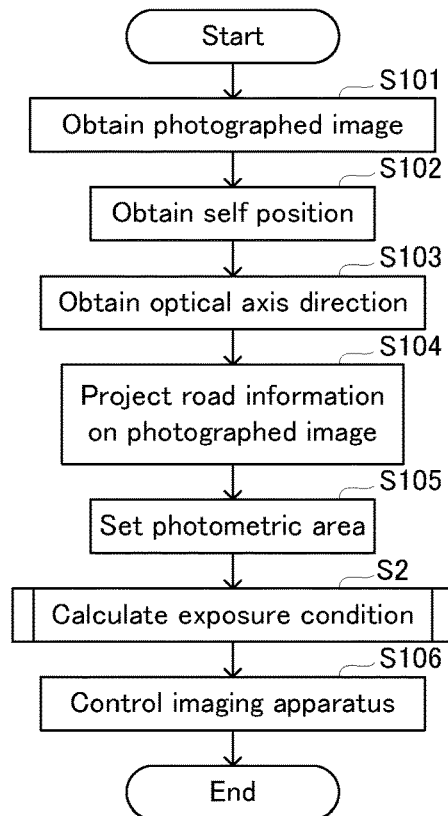 Start
S101
Obtain photographed image
S102
Obtain self position
S103
Obtain optical axis direction
S104
Project road information
on photographed image
S105
Set photometric area
S2
Calculate exposure condition
S106
Control imaging apparatus
End